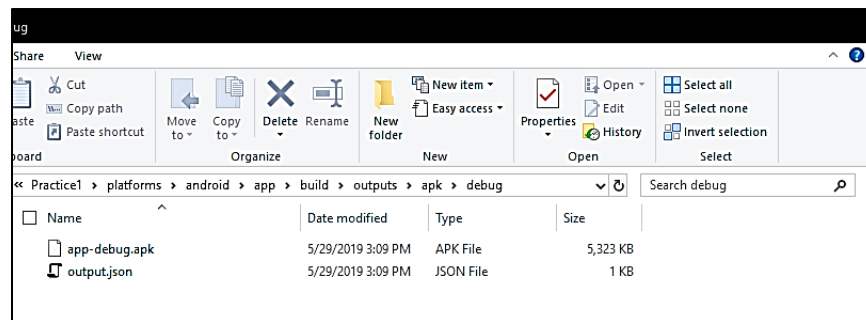 ug
Share View
Cut
Copy path
Paste shortcut
aste
oard
Move to
Copy to
Delete
Rename
Organize
New folder
New item
Easy access
New
Properties
Open
Edit
History
Open
Select all
Select none
Invert selection
Select
« Practice1 > platforms > android > app > build > outputs > apk > debug
Search debug
Name Date modified Type Size
app-debug.apk 5/29/2019 3:09 PM APK File 5,323 KB
output.json 5/29/2019 3:09 PM JSON File 1 KB